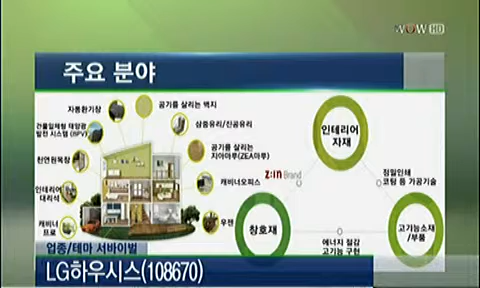 WOW HD
주요 분야
자동환기창
공기를 살리는 벽지
건물일체형 태양광
발전 시스템 (BIPV)
삼중유리/진공유리
천연원목창
공기를 살리는
지아마루(ZEA마루)
z:in Brand
인테리어
대리석
캐비너오피스
캐비너
프로
우젠
인테리어
자재
정밀인쇄
코팅 등 가공기술
창호재
에너지 절감
고기능 구현
고기능소재
/부품
업종/테마 서바이벌
LG하우시스(108670)